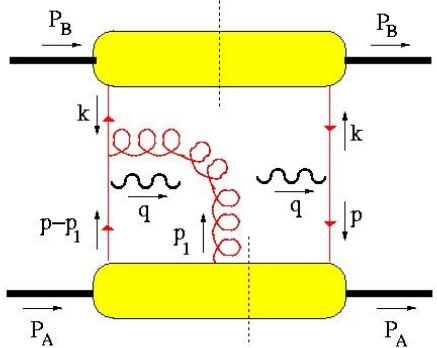 P_B P_B
k k
q q
p-p_1 p_1 p
P_A P_A